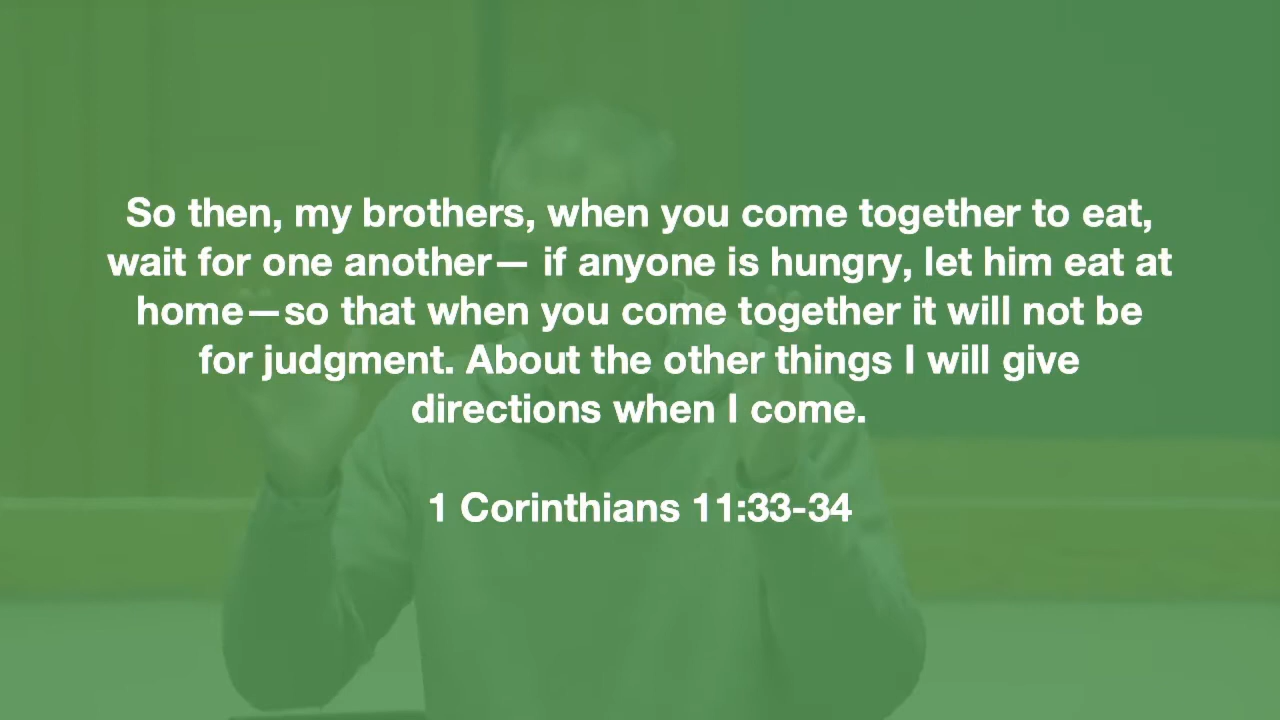 So then, my brothers, when you come together to eat,
wait for one another— if anyone is hungry, let him eat at
home—so that when you come together it will not be
for judgment. About the other things I will give
directions when I come.
1 Corinthians 11:33-34